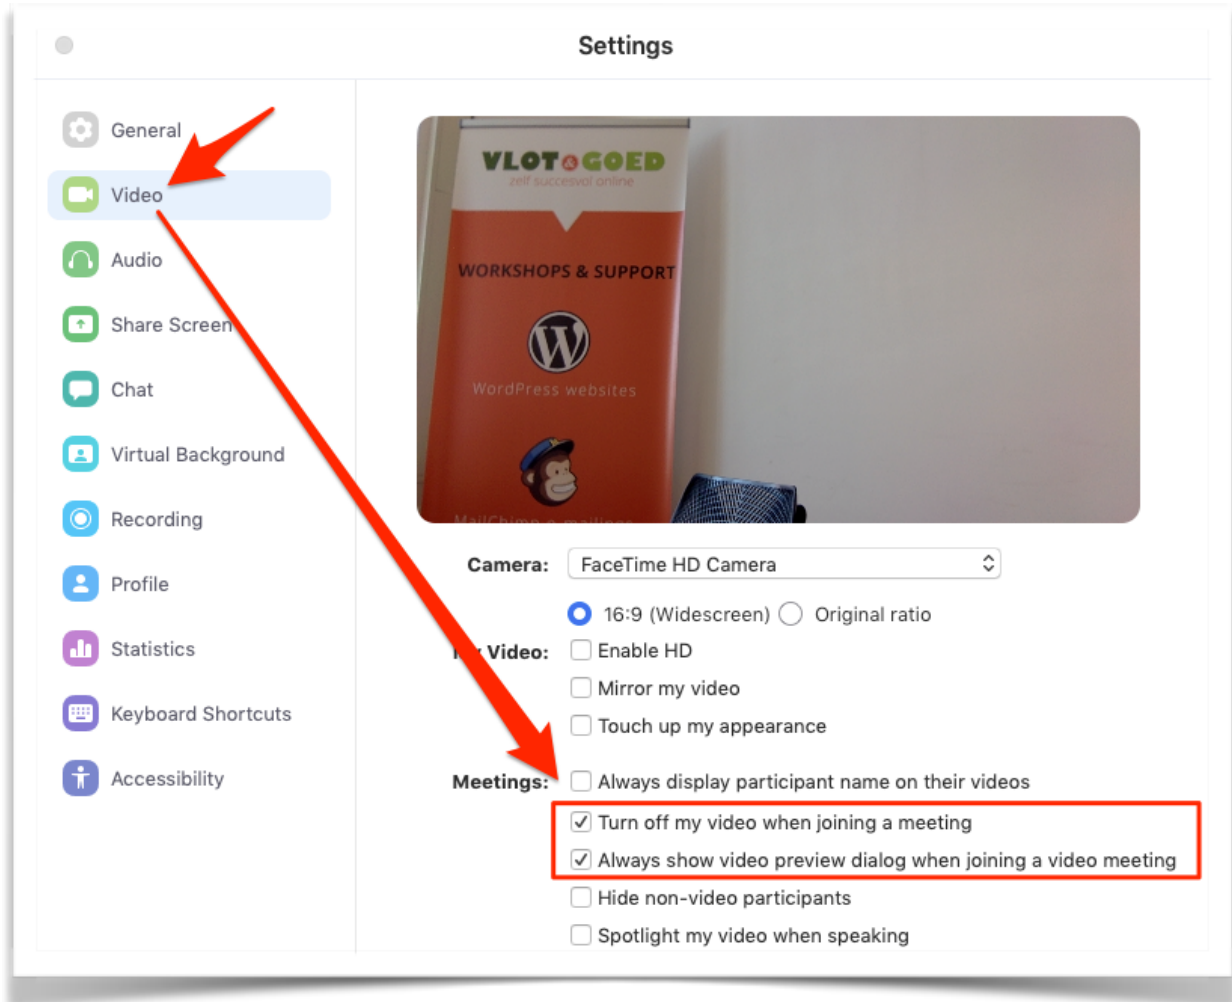 Settings
General
Video
Audio
Share Screen
Chat
Virtual Background
Recording
Profile
Statistics
Keyboard Shortcuts
Accessibility
VLOT & GOED
zelf succesvol online
WORKSHOPS & SUPPORT
WordPress websites
MailChimp e-mailings
Camera: FaceTime HD Camera
16:9 (Widescreen) Original ratio
Video: Enable HD
Mirror my video
Touch up my appearance
Meetings: Always display participant name on their videos
Turn off my video when joining a meeting
Always show video preview dialog when joining a video meeting
Hide non-video participants
Spotlight my video when speaking